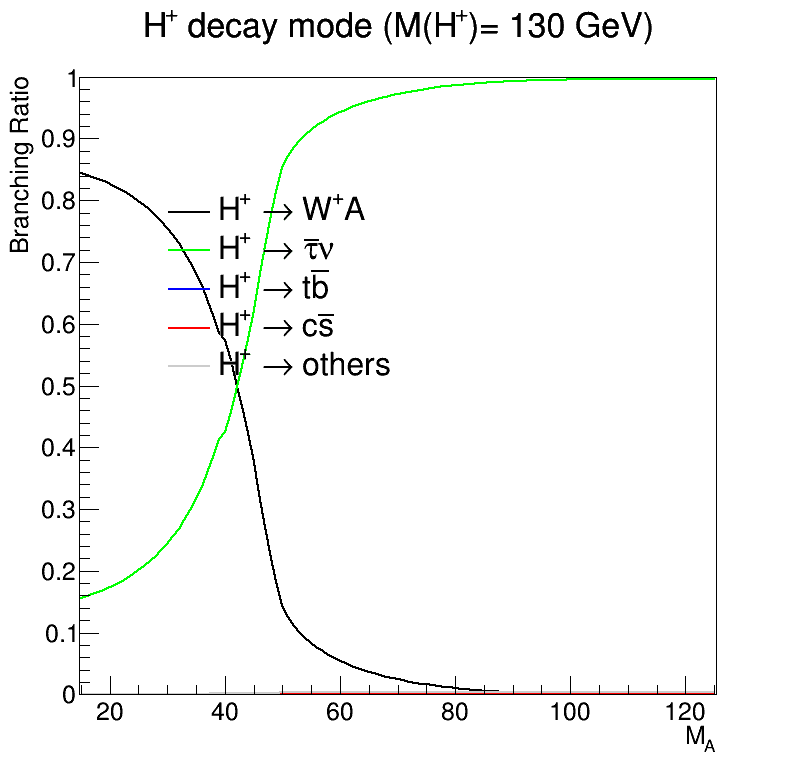 H⁺ decay mode (M(H⁺)= 130 GeV)
Branching Ratio
1
0.9
0.8
0.7
0.6
0.5
0.4
0.3
0.2
0.1
0
H⁺ → W⁺A
H⁺ → τ̅ν
H⁺ → tb̅
H⁺ → cs̅
H⁺ → others
20 40 60 80 100 120
M_A